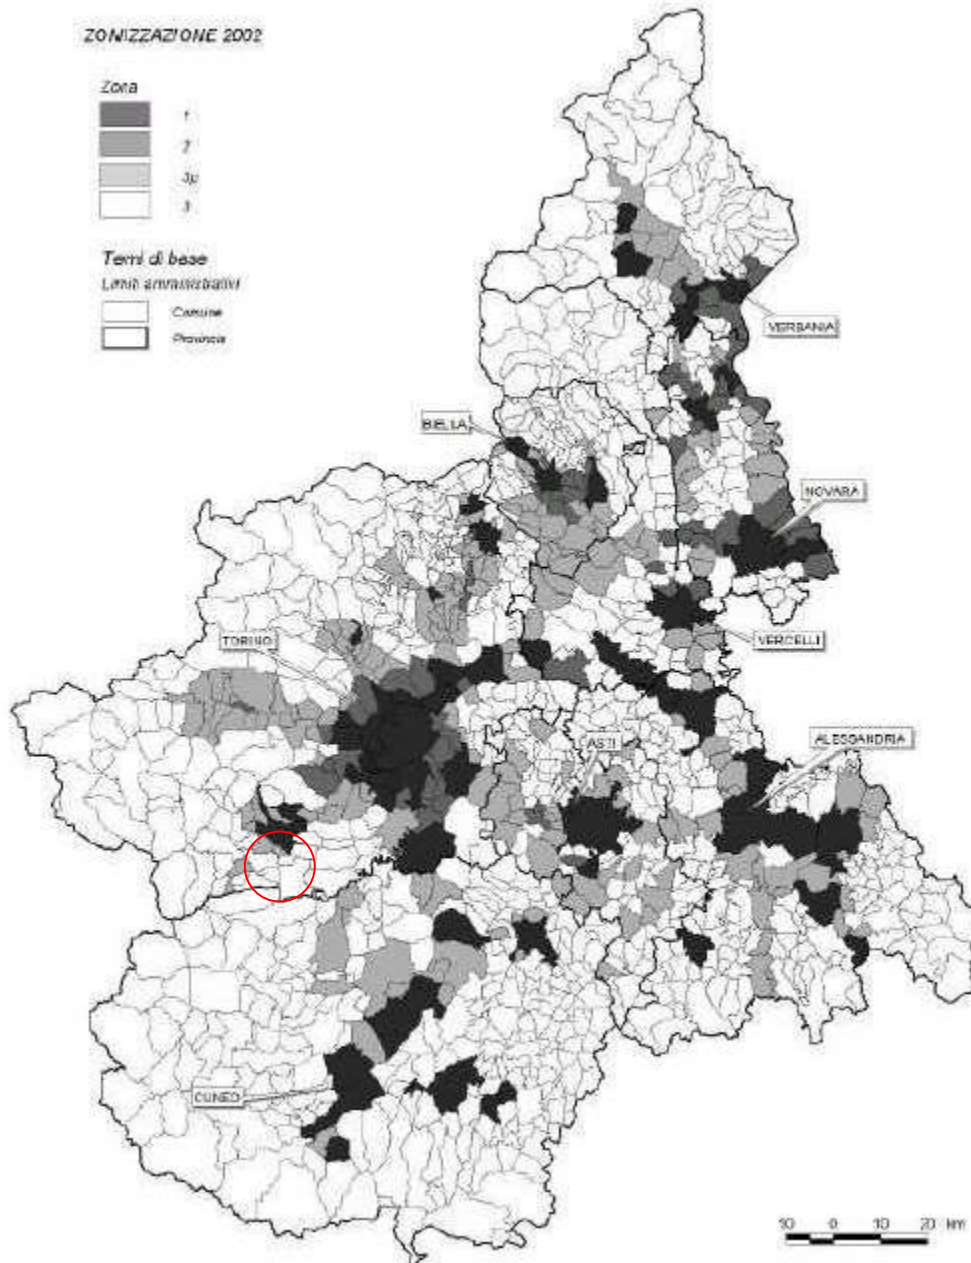 ZONIZZAZIONE 2002
Zona
1
2
3p
3
Temi di base
Limiti amministrativi
Comune
Provincia
VERBANIA
BIELLA
NOVARA
TORINO
VERCELLI
ASTI
ALESSANDRIA
CUNEO
10 0 10 20 km